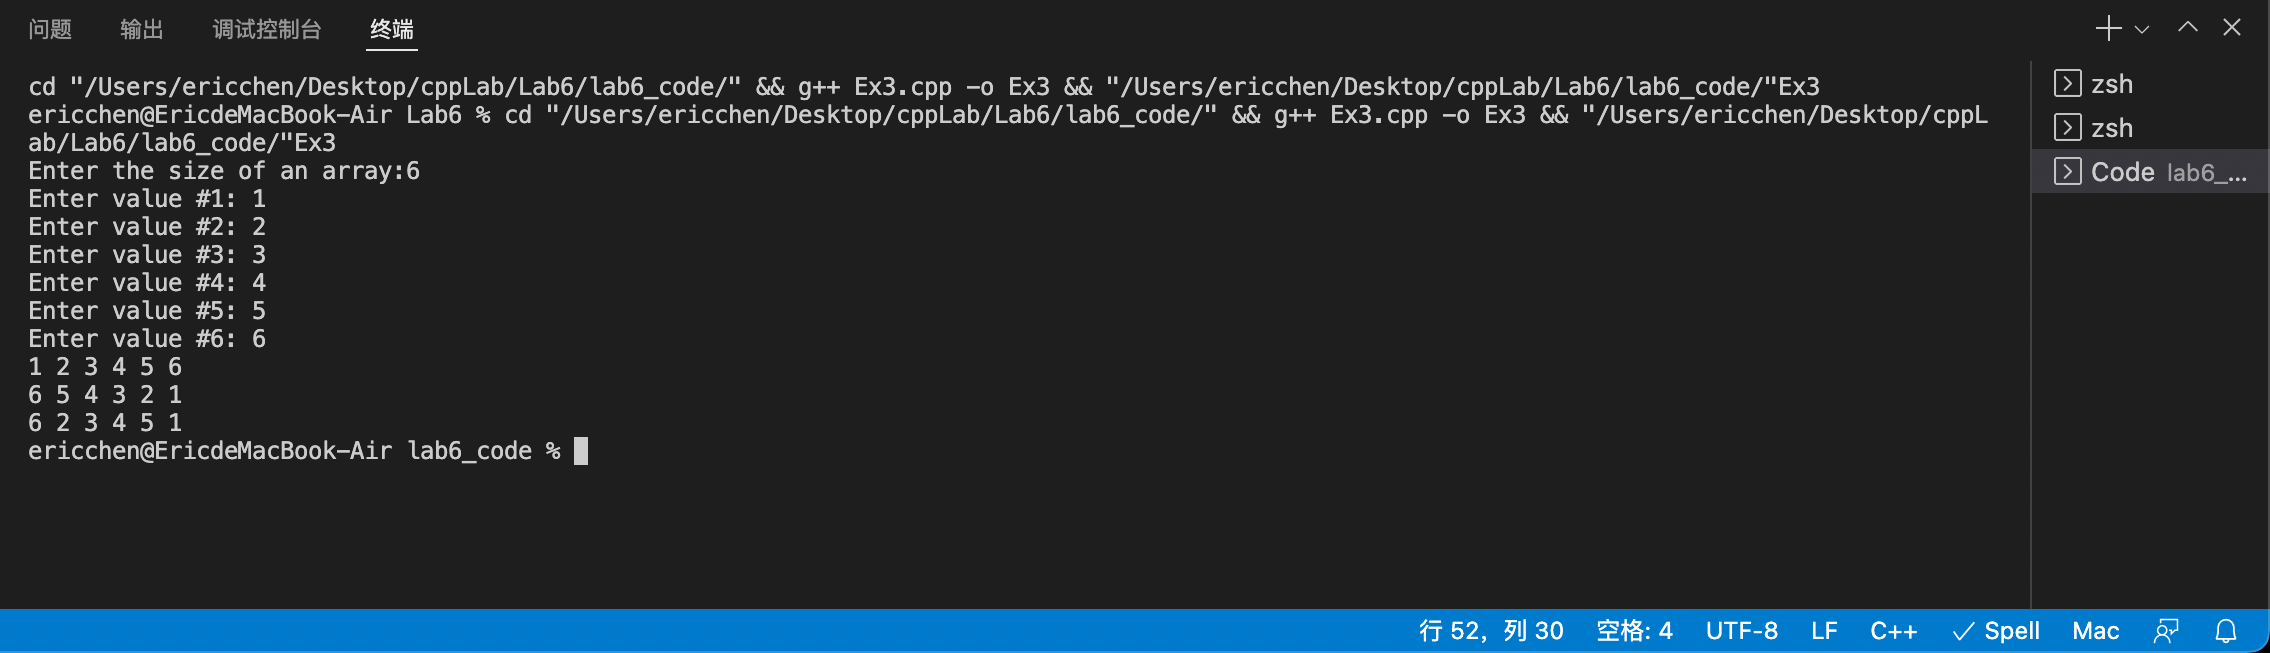 问题 输出 调试控制台 终端
cd "/Users/ericchen/Desktop/cppLab/Lab6/lab6_code/" && g++ Ex3.cpp -o Ex3 && "/Users/ericchen/Desktop/cppLab/Lab6/lab6_code/"Ex3
ericchen@EricdeMacBook-Air Lab6 % cd "/Users/ericchen/Desktop/cppLab/Lab6/lab6_code/" && g++ Ex3.cpp -o Ex3 && "/Users/ericchen/Desktop/cppL
ab/Lab6/lab6_code/"Ex3
Enter the size of an array:6
Enter value #1: 1
Enter value #2: 2
Enter value #3: 3
Enter value #4: 4
Enter value #5: 5
Enter value #6: 6
1 2 3 4 5 6
6 5 4 3 2 1
6 2 3 4 5 1
ericchen@EricdeMacBook-Air lab6_code %
zsh
zsh
Code lab6_...
行 52，列 30 空格: 4 UTF-8 LF C++ Spell Mac